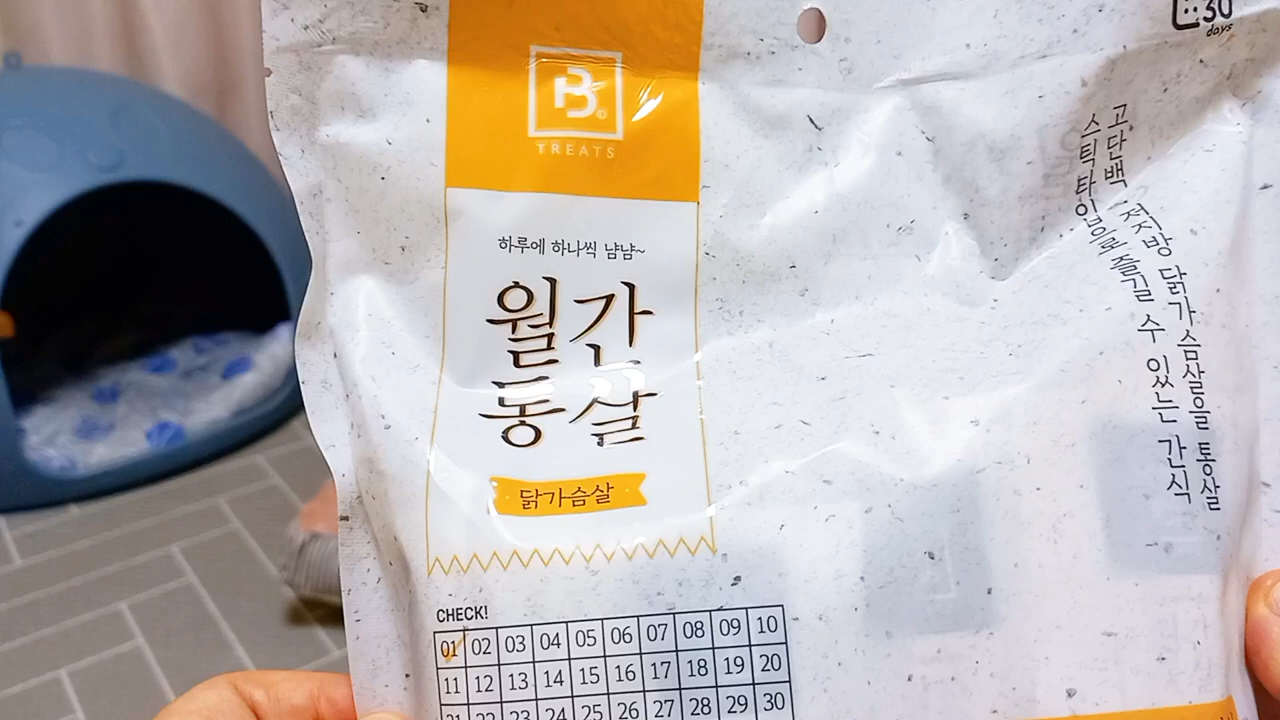 B
TREATS
30
days
하루에 하나씩 냠냠~
월간
통살
닭가슴살
고단백 저지방 닭가슴살을 통살
스틱타입으로 즐길 수 있는 간식
CHECK!
01 02 03 04 05 06 07 08 09 10
11 12 13 14 15 16 17 18 19 20
21 22 23 24 25 26 27 28 29 30